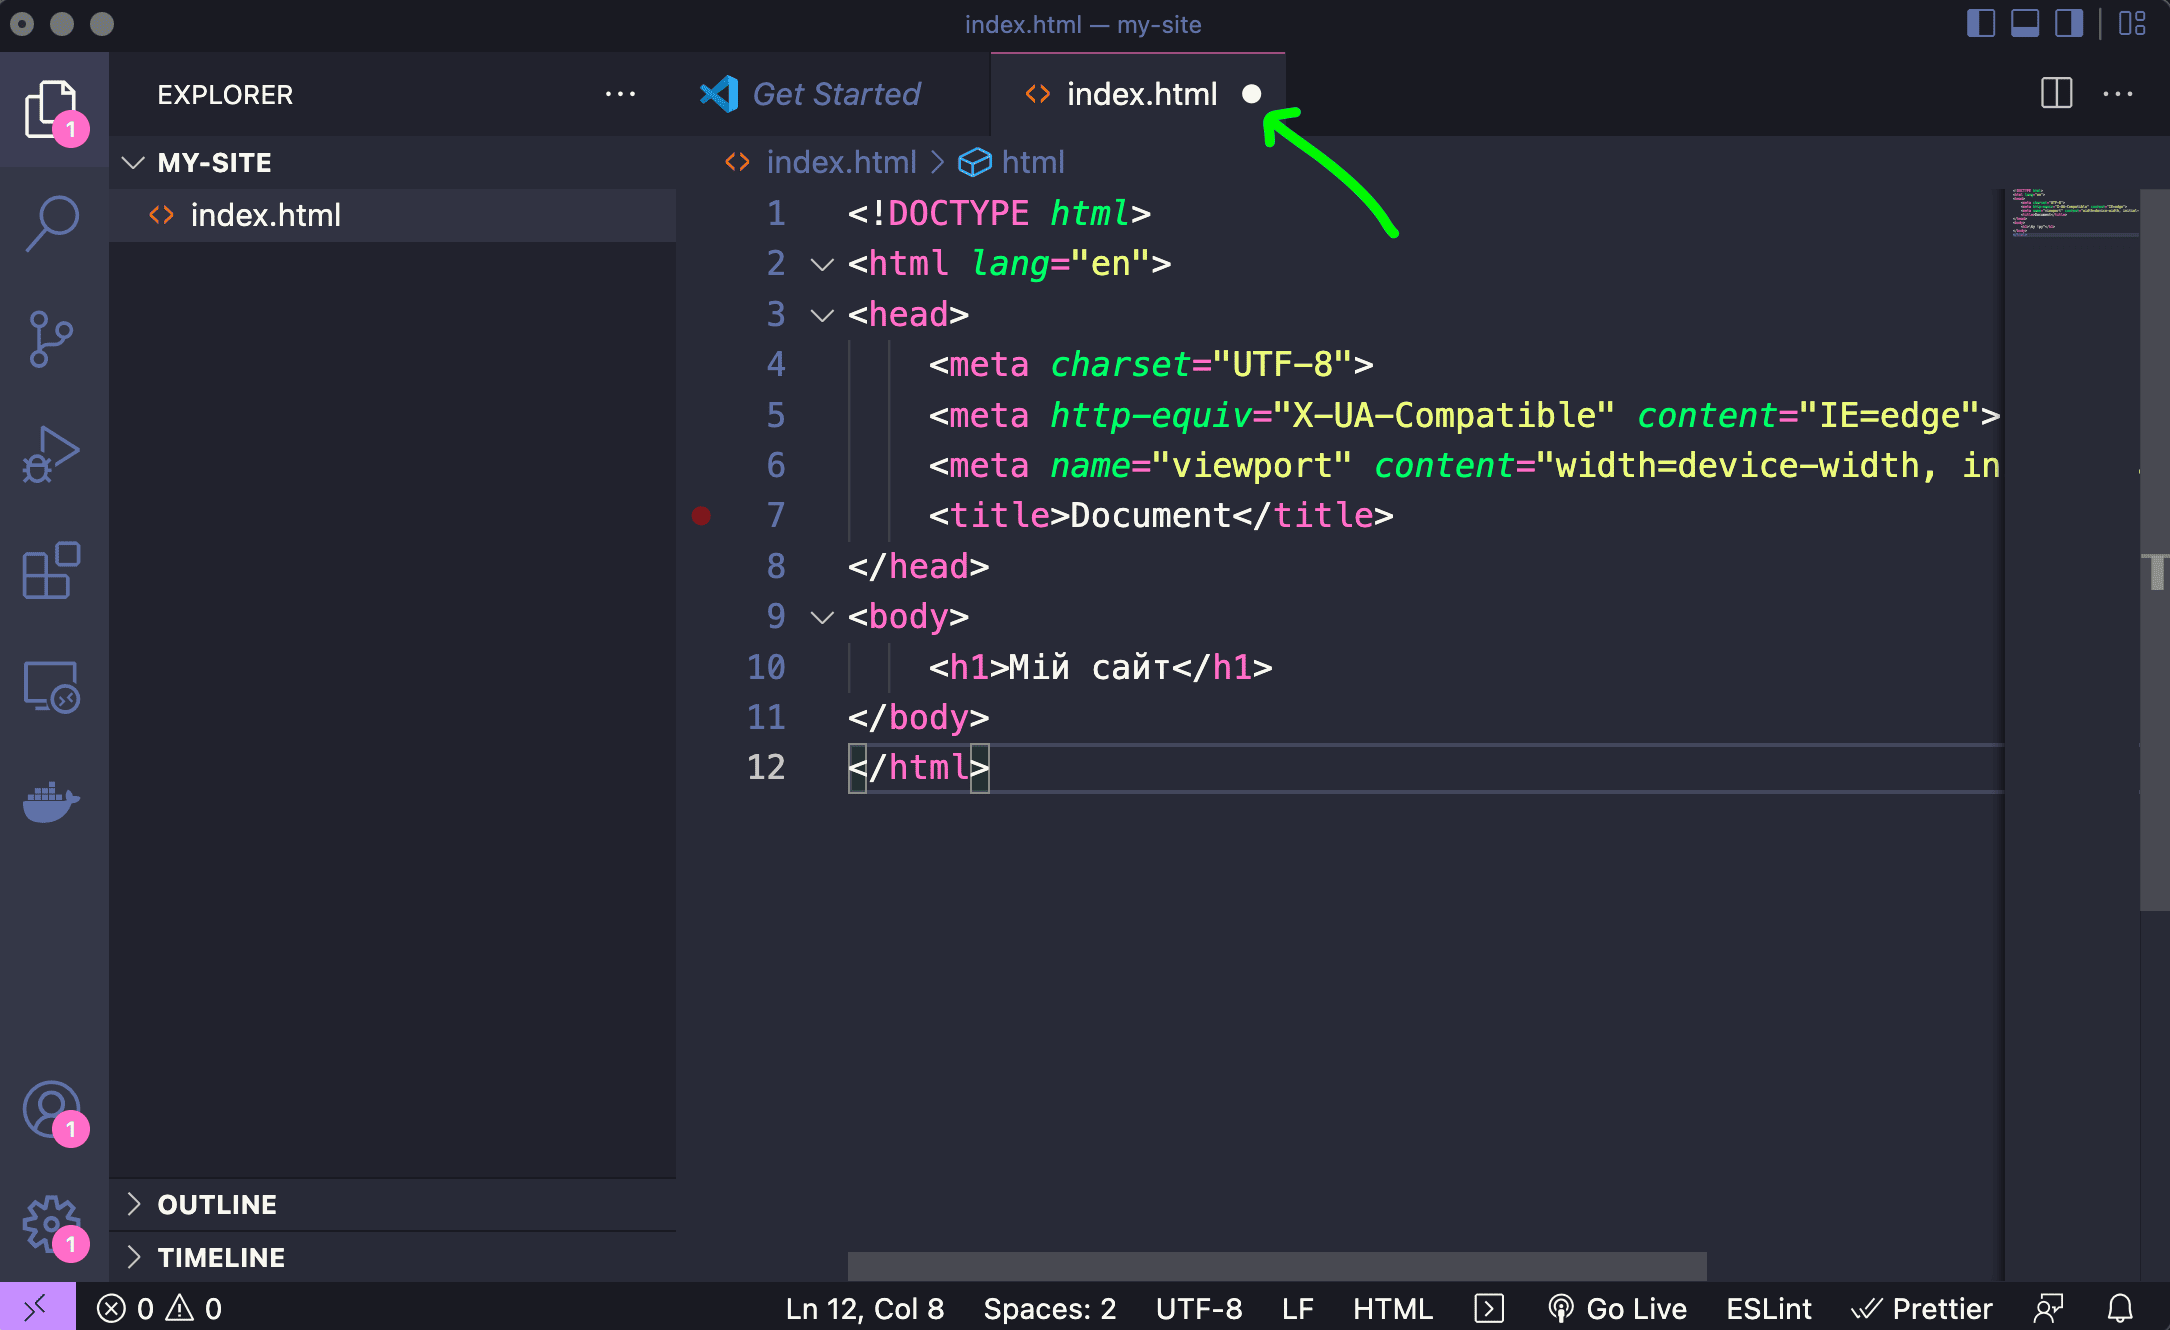 index.html — my-site
EXPLORER
Get Started
index.html
1
MY-SITE
index.html > html
index.html
1 <!DOCTYPE html>
2 <html lang="en">
3 <head>
4 <meta charset="UTF-8">
5 <meta http-equiv="X-UA-Compatible" content="IE=edge">
6 <meta name="viewport" content="width=device-width, in
7 <title>Document</title>
8 </head>
9 <body>
10 <h1>Мій сайт</h1>
11 </body>
12 </html>
1
1
OUTLINE
TIMELINE
0 0 Ln 12, Col 8 Spaces: 2 UTF-8 LF HTML Go Live ESLint Prettier